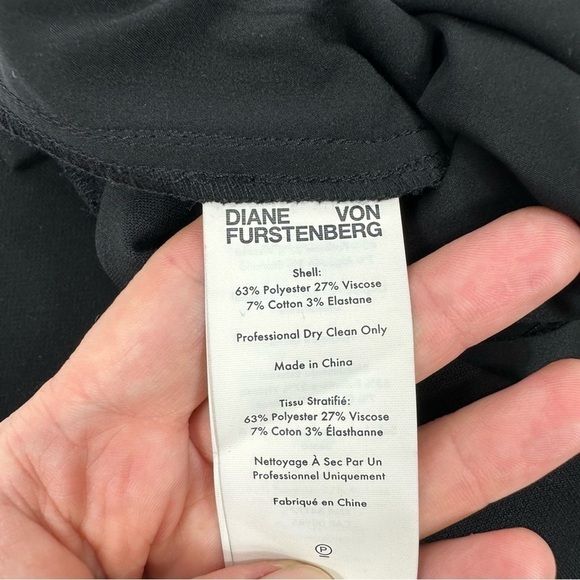 DIANE VON
FURSTENBERG
Shell:
63% Polyester 27% Viscose
7% Cotton 3% Elastane
Professional Dry Clean Only
Made in China
Tissu Stratifié:
63% Polyester 27% Viscose
7% Coton 3% Élasthanne
Nettoyage À Sec Par Un
Professionel Uniquement
Fabriqué en Chine
P